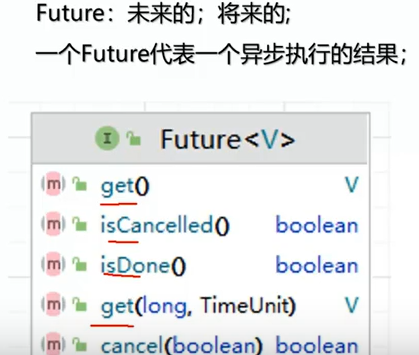 Future：未来的；将来的;
一个Future代表一个异步执行的结果；
I Future<V>
m get() V
m isCancelled() boolean
m isDone() boolean
m get(long, TimeUnit) V
m cancel(boolean) boolean